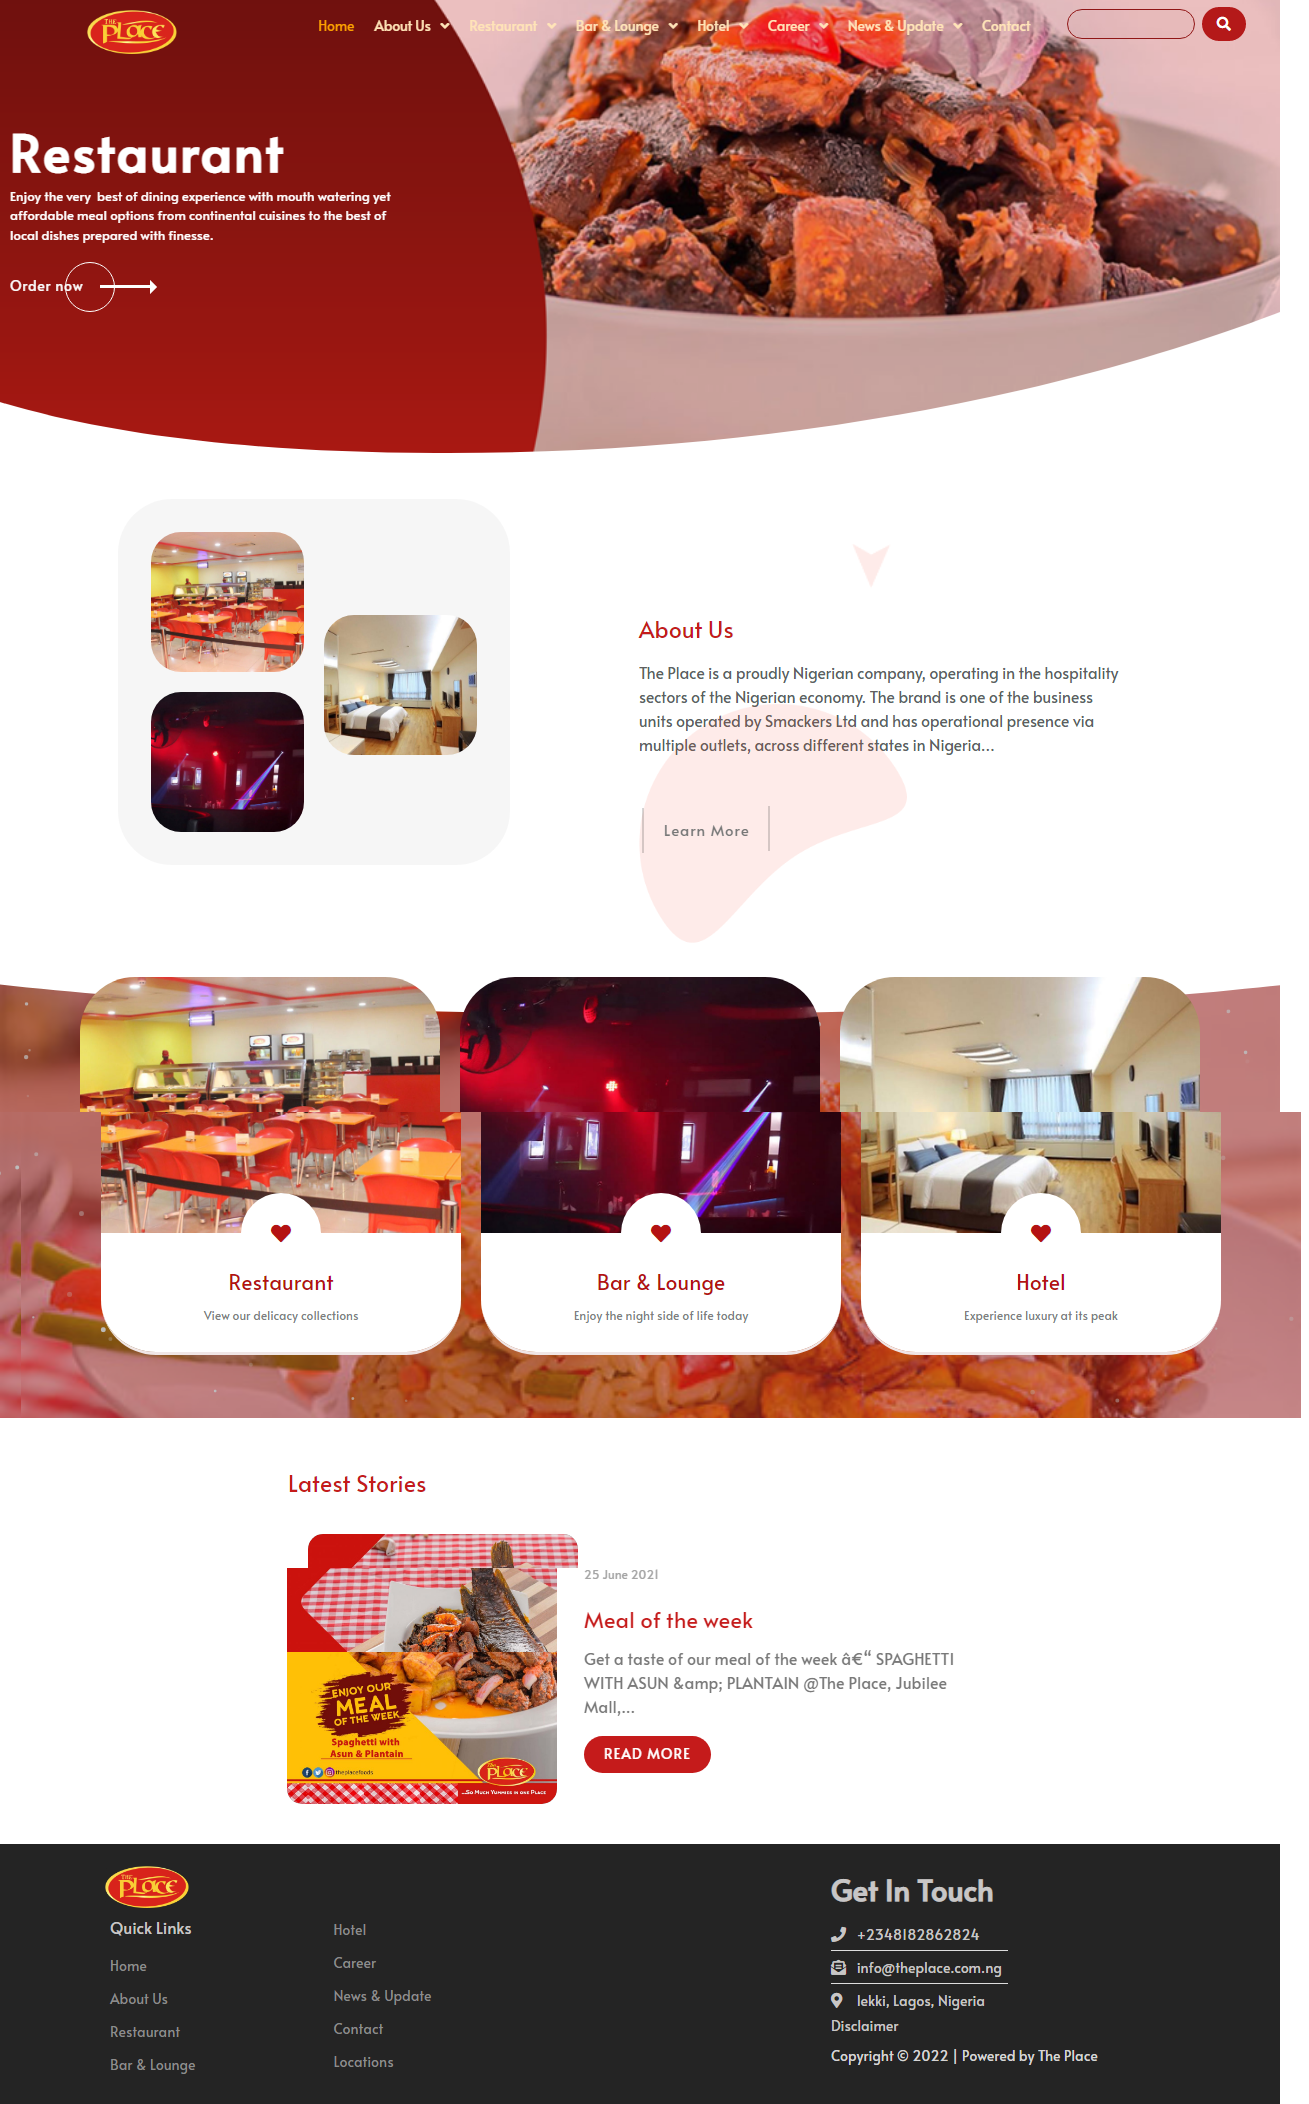 THE PLACE
Home About Us Restaurant Bar & Lounge Hotel Career News & Update Contact
Restaurant
Enjoy the very best of dining experience with mouth watering yet
affordable meal options from continental cuisines to the best of
local dishes prepared with finesse.
Order now
About Us
The Place is a proudly Nigerian company, operating in the hospitality
sectors of the Nigerian economy. The brand is one of the business
units operated by Smackers Ltd and has operational presence via
multiple outlets, across different states in Nigeria...
Learn More
Restaurant
View our delicacy collections
Bar & Lounge
Enjoy the night side of life today
Hotel
Experience luxury at its peak
Latest Stories
ENJOY OUR
MEAL
OF THE WEEK
Spaghetti with
Asun & Plantain
theplacefoods
THE PLACE
...So Much Yummies in one Place
25 June 2021
Meal of the week
Get a taste of our meal of the week â€“ SPAGHETTI
WITH ASUN &amp; PLANTAIN @The Place, Jubilee
Mall,...
READ MORE
THE PLACE
Quick Links
Home
About Us
Restaurant
Bar & Lounge
Hotel
Career
News & Update
Contact
Locations
Get In Touch
+2348182862824
info@theplace.com.ng
lekki, Lagos, Nigeria
Disclaimer
Copyright © 2022 | Powered by The Place